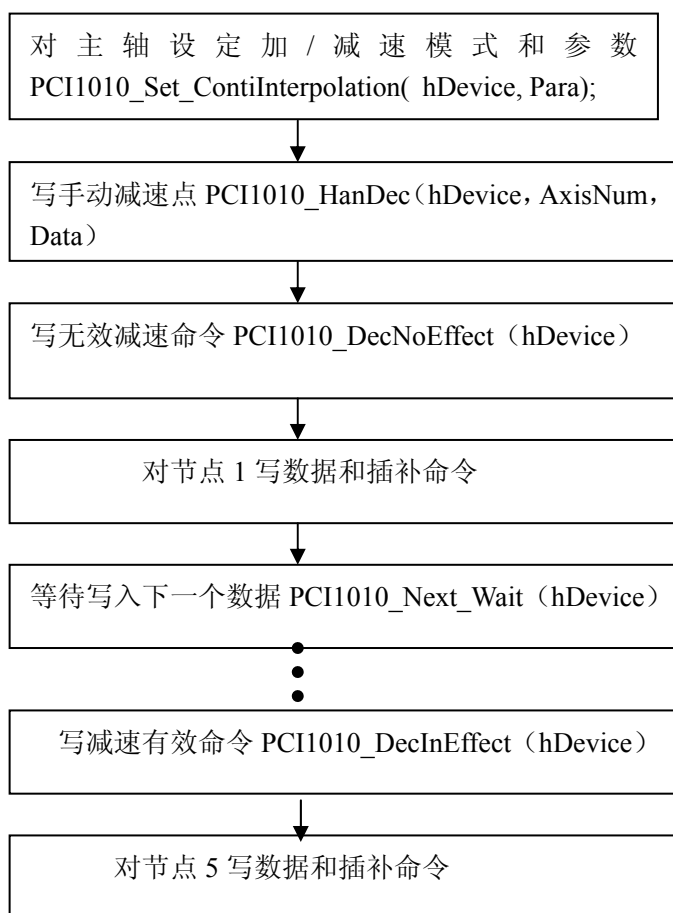 对主轴设定加/减速模式和参数
PCI1010_Set_ContiInterpolation( hDevice, Para);
写手动减速点 PCI1010_HanDec（hDevice，AxisNum，
Data）
写无效减速命令 PCI1010_DecNoEffect（hDevice）
对节点 1 写数据和插补命令
等待写入下一个数据 PCI1010_Next_Wait（hDevice）
写减速有效命令 PCI1010_DecInEffect（hDevice）
对节点 5 写数据和插补命令